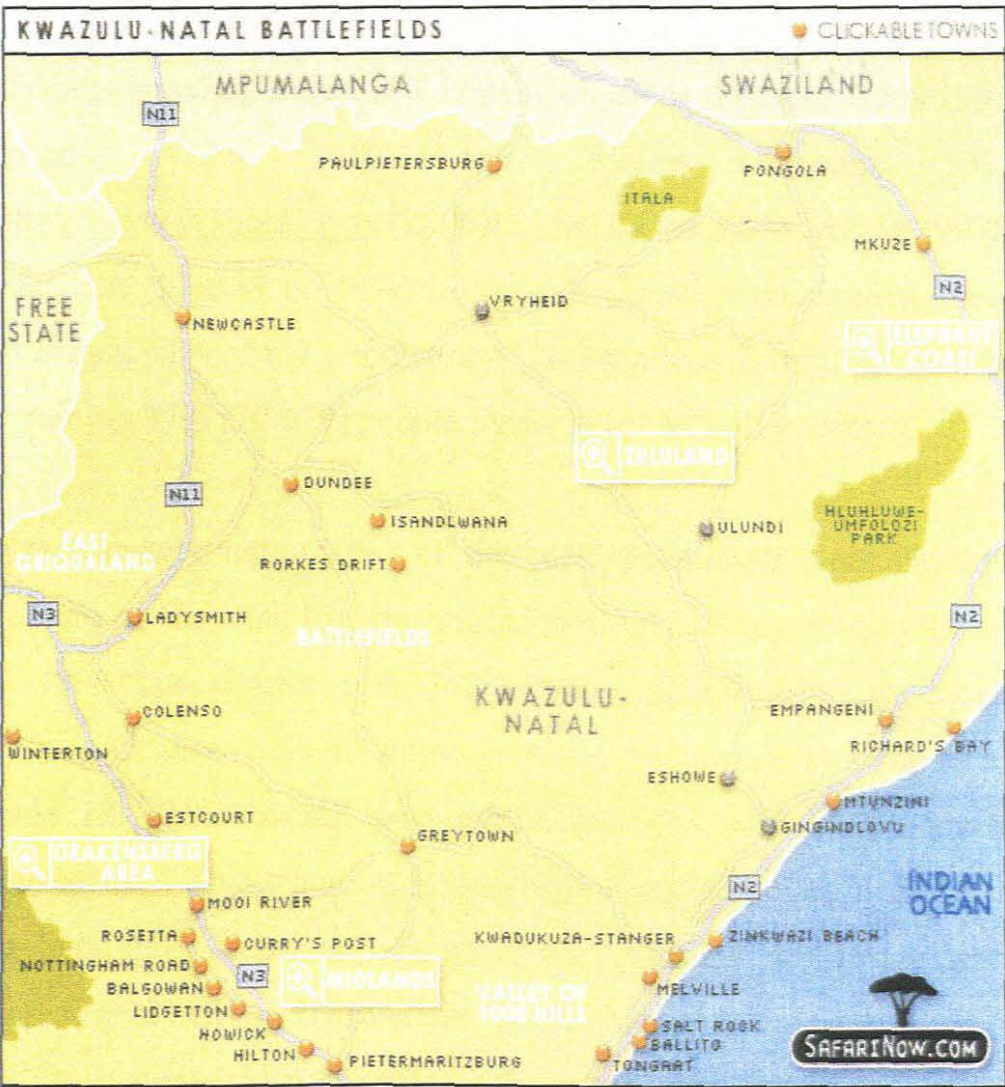 KWAZULU-NATAL BATTLEFIELDS
CLICKABLE TOWNS
MPUMALANGA
SWAZILAND
N11
PAULPIETERSBURG
PONGOLA
ITALA
MKUZE
N2
FREE
STATE
VRYHEID
NEWCASTLE
ELEPHANT
COAST
ZULULAND
DUNDEE
N11
ISANDLWANA
ULUNDI
HLUHLUWE-
UMFOLOZI
PARK
EAST
GRIQUALAND
RORKES DRIFT
N3
LADYSMITH
N2
BATTLEFIELDS
KWAZULU-
NATAL
COLENSO
EMPANGENI
WINTERTON
RICHARD'S BAY
ESHOWE
MTUNZINI
ESTCOURT
GINGINDLOVU
GREYTOWN
DRAKENSBERG
AREA
N2
INDIAN
OCEAN
MOOI RIVER
ROSETTA
CURRY'S POST
KWADUKUZA-STANGER
ZINKWAZI BEACH
NOTTINGHAM ROAD
N3
MIDLANDS
BALGOWAN
MELVILLE
VALLEY OF
1000 HILLS
LIDGETTON
HOWICK
SALT ROCK
BALLITO
HILTON
PIETERMARITZBURG
TONGAAT
SAFARINOW.COM